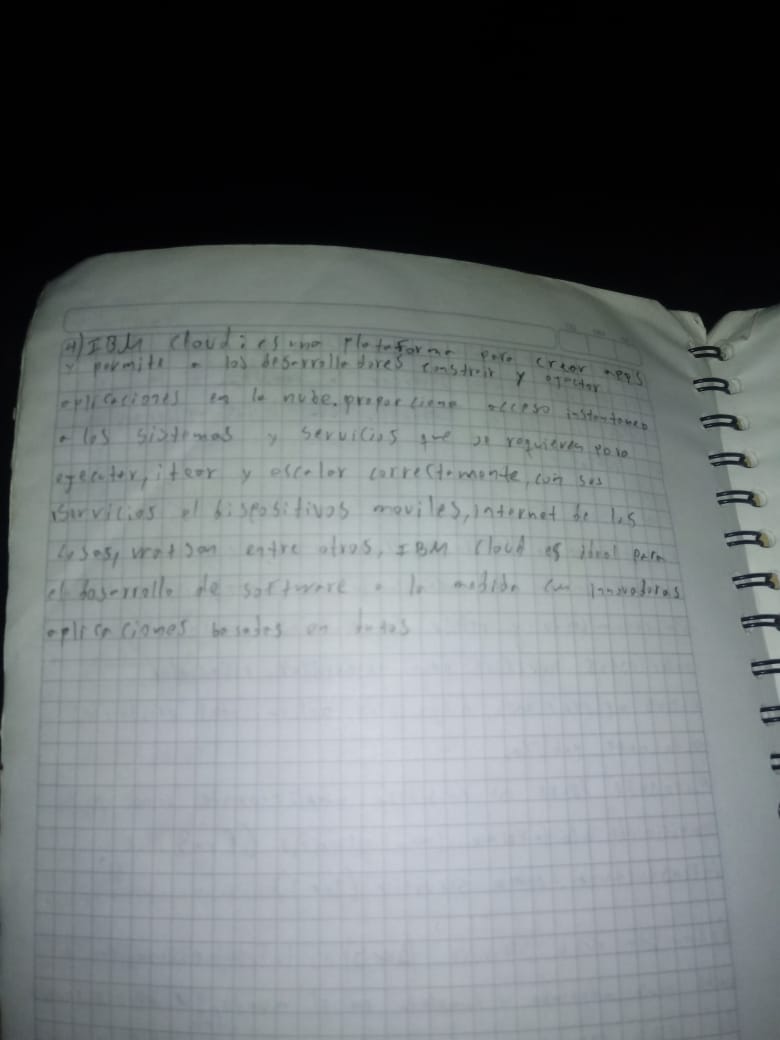 4) IBM Cloud: es una plataforma para crear apps
y permite a los desarrolladores construir y ejecutar
aplicaciones en la nube. proporciona acceso instantaneo
a los sistemas y servicios que se requieren para
ejecutar, itear y escalar correctamente, con sus
servicios el dispositivos moviles, internet de las
cosas, watson entre otros, IBM cloud es ideal para
el desarrollo de software a la medida con innovadoras
aplicaciones basadas en datos